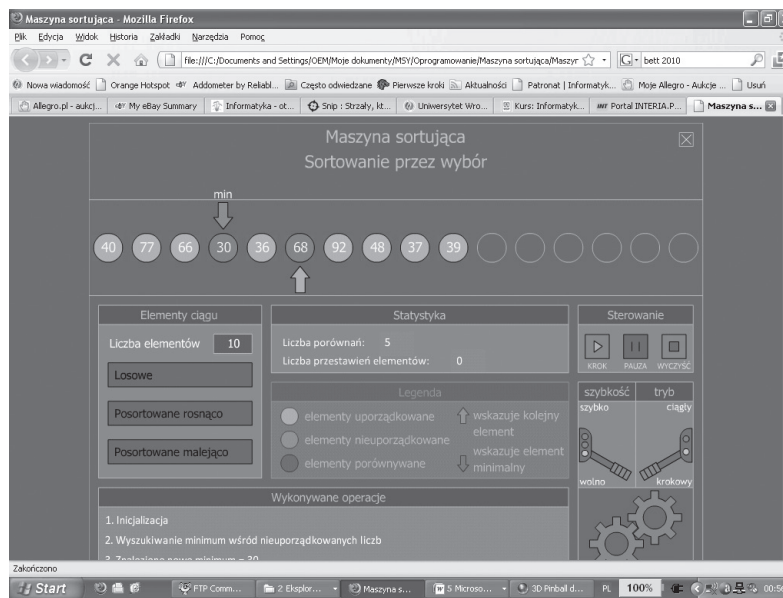 Maszyna sortująca - Mozilla Firefox
Plik Edycja Widok Historia Zakładki Narzędzia Pomoc
file:///C:/Documents and Settings/OEM/Moje dokumenty/MSY/Oprogramowanie/Maszyna sortująca/Maszyr
bett 2010
Nowa wiadomość Orange Hotspot Addometer by Reliabl... Często odwiedzane Pierwsze kroki Aktualności Patronat | Informatyk... Moje Allegro - Aukcje ... Usuń
Allegro.pl - aukcj... My eBay Summary Informatyka - ot... Snip : Strzały, kt... Uniwersytet Wro... Kurs: Informatyk... Portal INTERIA.P... Maszyna s...
Maszyna sortująca
Sortowanie przez wybór
min
40 77 66 30 36 68 92 48 37 39
Elementy ciągu
Liczba elementów 10
Losowe
Posortowane rosnąco
Posortowane malejąco
Statystyka
Liczba porównań: 5
Liczba przestawień elementów: 0
Legenda
elementy uporządkowane
elementy nieuporządkowane
elementy porównywane
wskazuje kolejny
element
wskazuje element
minimalny
Sterowanie
KROK PAUZA WYCZYŚĆ
szybkość tryb
szybko ciągły
wolno krokowy
Wykonywane operacje
1. Inicjalizacja
2. Wyszukiwanie minimum wśród nieuporządkowanych liczb
3. Znaleziono nowe minimum = 30
Zakończono
Start FTP Comm... 2 Eksplor... Maszyna s... 5 Microso... 3D Pinball d... PL 100%